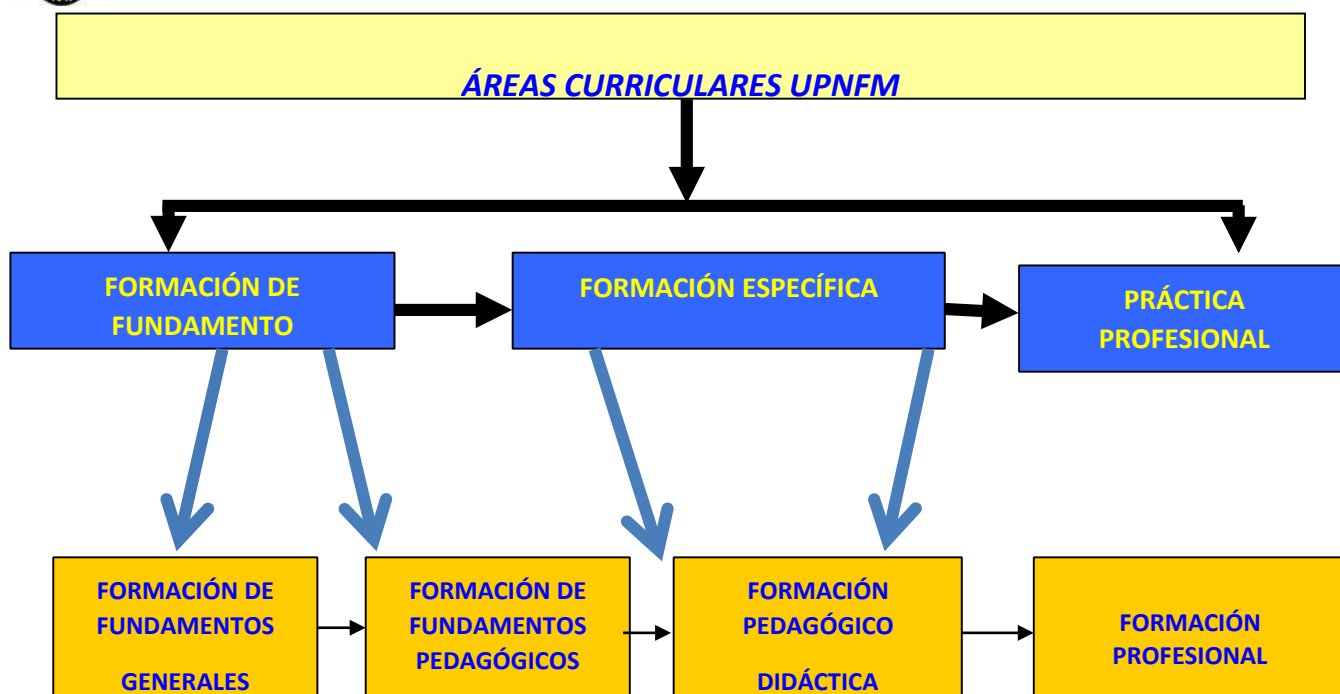 ÁREAS CURRICULARES UPNFM
FORMACIÓN DE
FUNDAMENTO
FORMACIÓN ESPECÍFICA
PRÁCTICA
PROFESIONAL
FORMACIÓN DE
FUNDAMENTOS
GENERALES
FORMACIÓN DE
FUNDAMENTOS
PEDAGÓGICOS
FORMACIÓN
PEDAGÓGICO
DIDÁCTICA
FORMACIÓN
PROFESIONAL